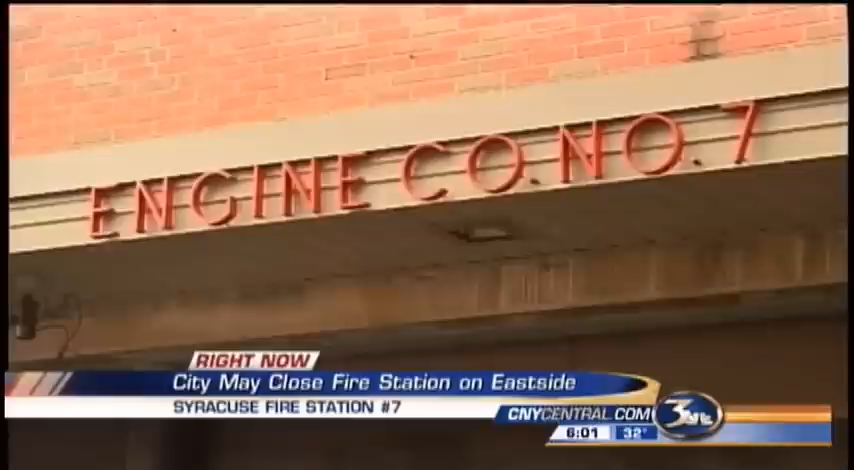 ENGINE CO. NO. 7
RIGHT NOW
City May Close Fire Station on Eastside
SYRACUSE FIRE STATION #7
CNYCENTRAL.COM 3
6:01 32°